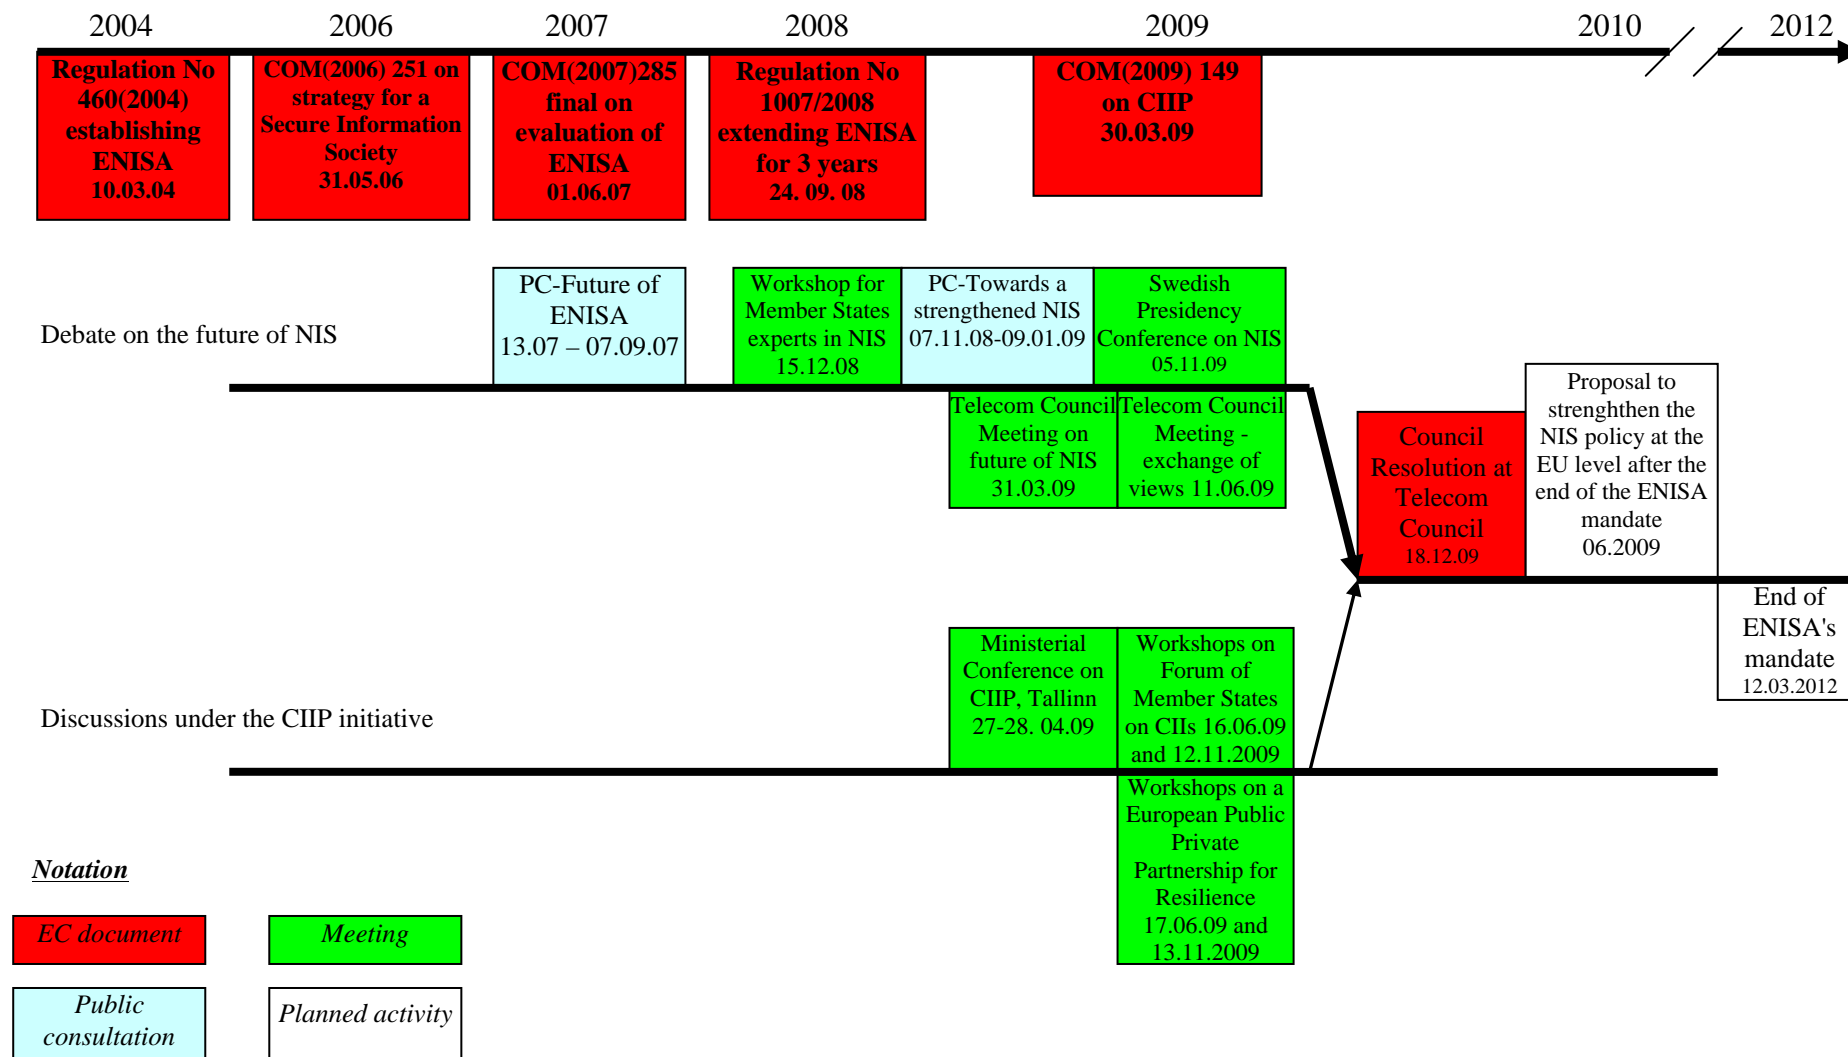 2004
2006
2007
2008
2009
2010
2012
Regulation No
460(2004)
establishing
ENISA
10.03.04
COM(2006) 251 on
strategy for a
Secure Information
Society
31.05.06
COM(2007)285
final on
evaluation of
ENISA
01.06.07
Regulation No
1007/2008
extending ENISA
for 3 years
24. 09. 08
COM(2009) 149
on CIIP
30.03.09
Debate on the future of NIS
PC-Future of
ENISA
13.07 – 07.09.07
Workshop for
Member States
experts in NIS
15.12.08
PC-Towards a
strengthened NIS
07.11.08-09.01.09
Swedish
Presidency
Conference on NIS
05.11.09
Telecom Council
Meeting on
future of NIS
31.03.09
Telecom Council
Meeting -
exchange of
views 11.06.09
Council
Resolution at
Telecom
Council
18.12.09
Proposal to
strenghthen the
NIS policy at the
EU level after the
end of the ENISA
mandate
06.2009
End of
ENISA's
mandate
12.03.2012
Discussions under the CIIP initiative
Ministerial
Conference on
CIIP, Tallinn
27-28. 04.09
Workshops on
Forum of
Member States
on CIIs 16.06.09
and 12.11.2009
Workshops on a
European Public
Private
Partnership for
Resilience
17.06.09 and
13.11.2009
Notation
EC document
Meeting
Public
consultation
Planned activity